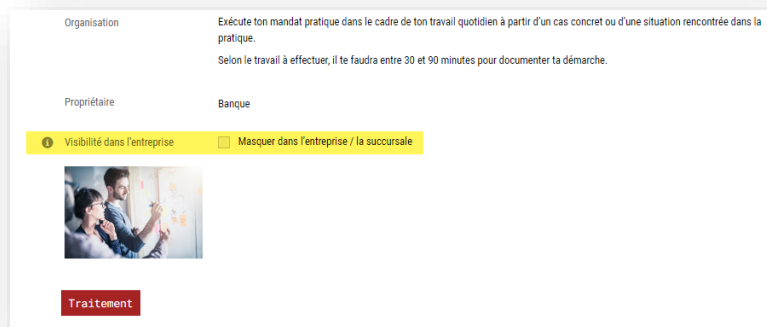 Organisation
Exécute ton mandat pratique dans le cadre de ton travail quotidien à partir d'un cas concret ou d'une situation rencontrée dans la
pratique.
Selon le travail à effectuer, il te faudra entre 30 et 90 minutes pour documenter ta démarche.
Propriétaire
Banque
Visibilité dans l'entreprise
Masquer dans l'entreprise / la succursale
Traitement